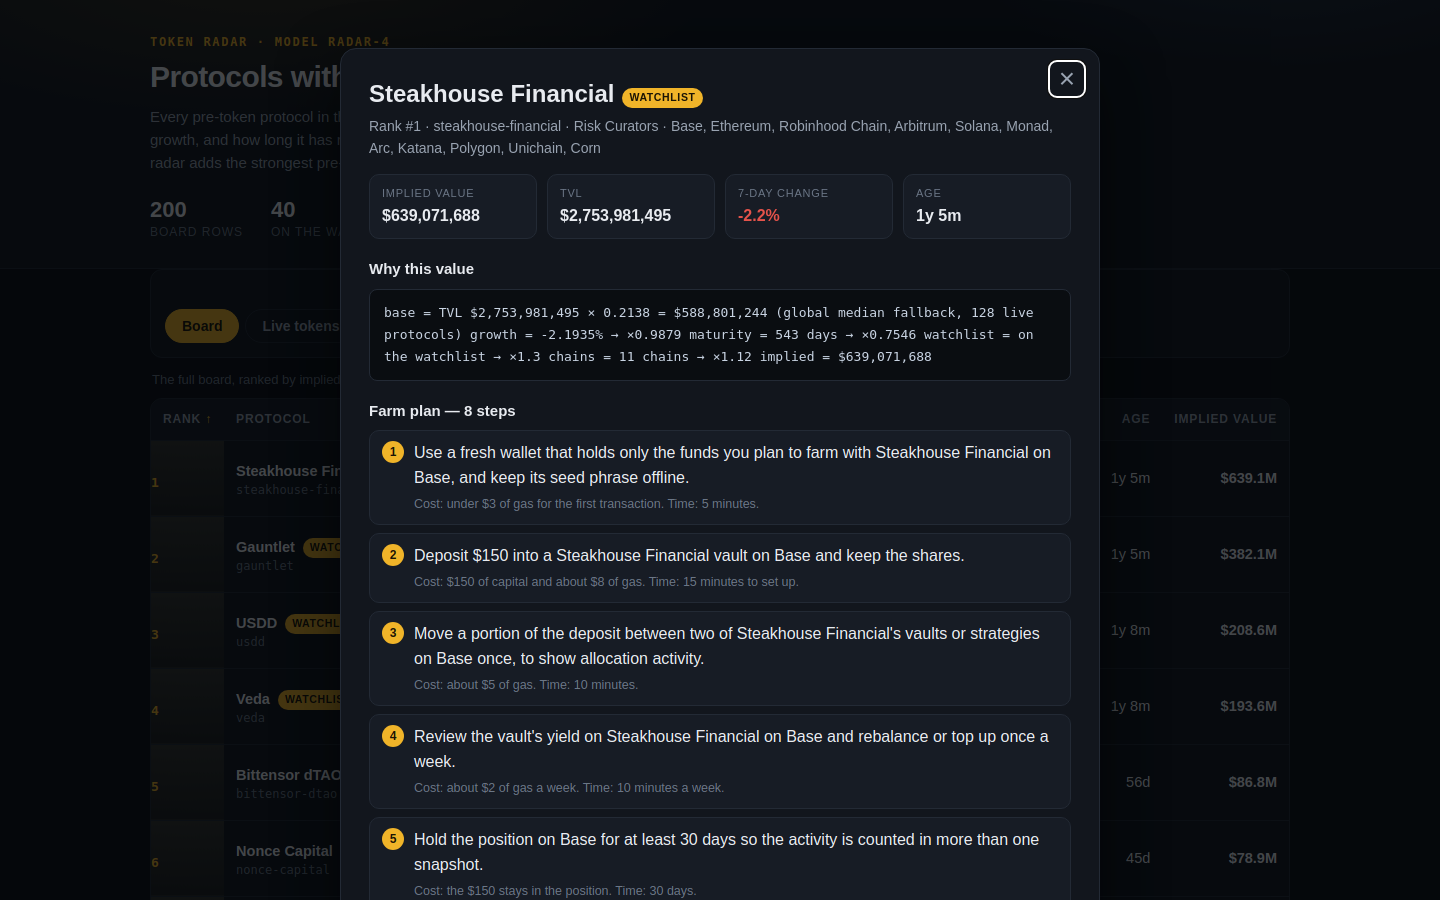 TOKEN RADAR · MODEL RADAR-4
Protocols with
Every pre-token protocol in t
growth, and how long it has
radar adds the strongest pre-
200
BOARD ROWS
40
ON THE W
Board
Live tokens
The full board, ranked by implied
RANK ↑ PROTOCOL AGE IMPLIED VALUE
1 Steakhouse Fin 1y 5m $639.1M
steakhouse-fina
2 Gauntlet WATC 1y 5m $382.1M
gauntlet
3 USDD WATCHL 1y 8m $208.6M
usdd
4 Veda WATCHLIS 1y 8m $193.6M
veda
5 Bittensor dTAO 56d $86.8M
bittensor-dtao
6 Nonce Capital 45d $78.9M
nonce-capital
Steakhouse Financial WATCHLIST
Rank #1 · steakhouse-financial · Risk Curators · Base, Ethereum, Robinhood Chain, Arbitrum, Solana, Monad,
Arc, Katana, Polygon, Unichain, Corn
IMPLIED VALUE
$639,071,688
TVL
$2,753,981,495
7-DAY CHANGE
-2.2%
AGE
1y 5m
Why this value
base = TVL $2,753,981,495 × 0.2138 = $588,801,244 (global median fallback, 128 live
protocols) growth = -2.1935% → ×0.9879 maturity = 543 days → ×0.7546 watchlist = on
the watchlist → ×1.3 chains = 11 chains → ×1.12 implied = $639,071,688
Farm plan — 8 steps
1 Use a fresh wallet that holds only the funds you plan to farm with Steakhouse Financial on
Base, and keep its seed phrase offline.
Cost: under $3 of gas for the first transaction. Time: 5 minutes.
2 Deposit $150 into a Steakhouse Financial vault on Base and keep the shares.
Cost: $150 of capital and about $8 of gas. Time: 15 minutes to set up.
3 Move a portion of the deposit between two of Steakhouse Financial's vaults or strategies
on Base once, to show allocation activity.
Cost: about $5 of gas. Time: 10 minutes.
4 Review the vault's yield on Steakhouse Financial on Base and rebalance or top up once a
week.
Cost: about $2 of gas a week. Time: 10 minutes a week.
5 Hold the position on Base for at least 30 days so the activity is counted in more than one
snapshot.
Cost: the $150 stays in the position. Time: 30 days.